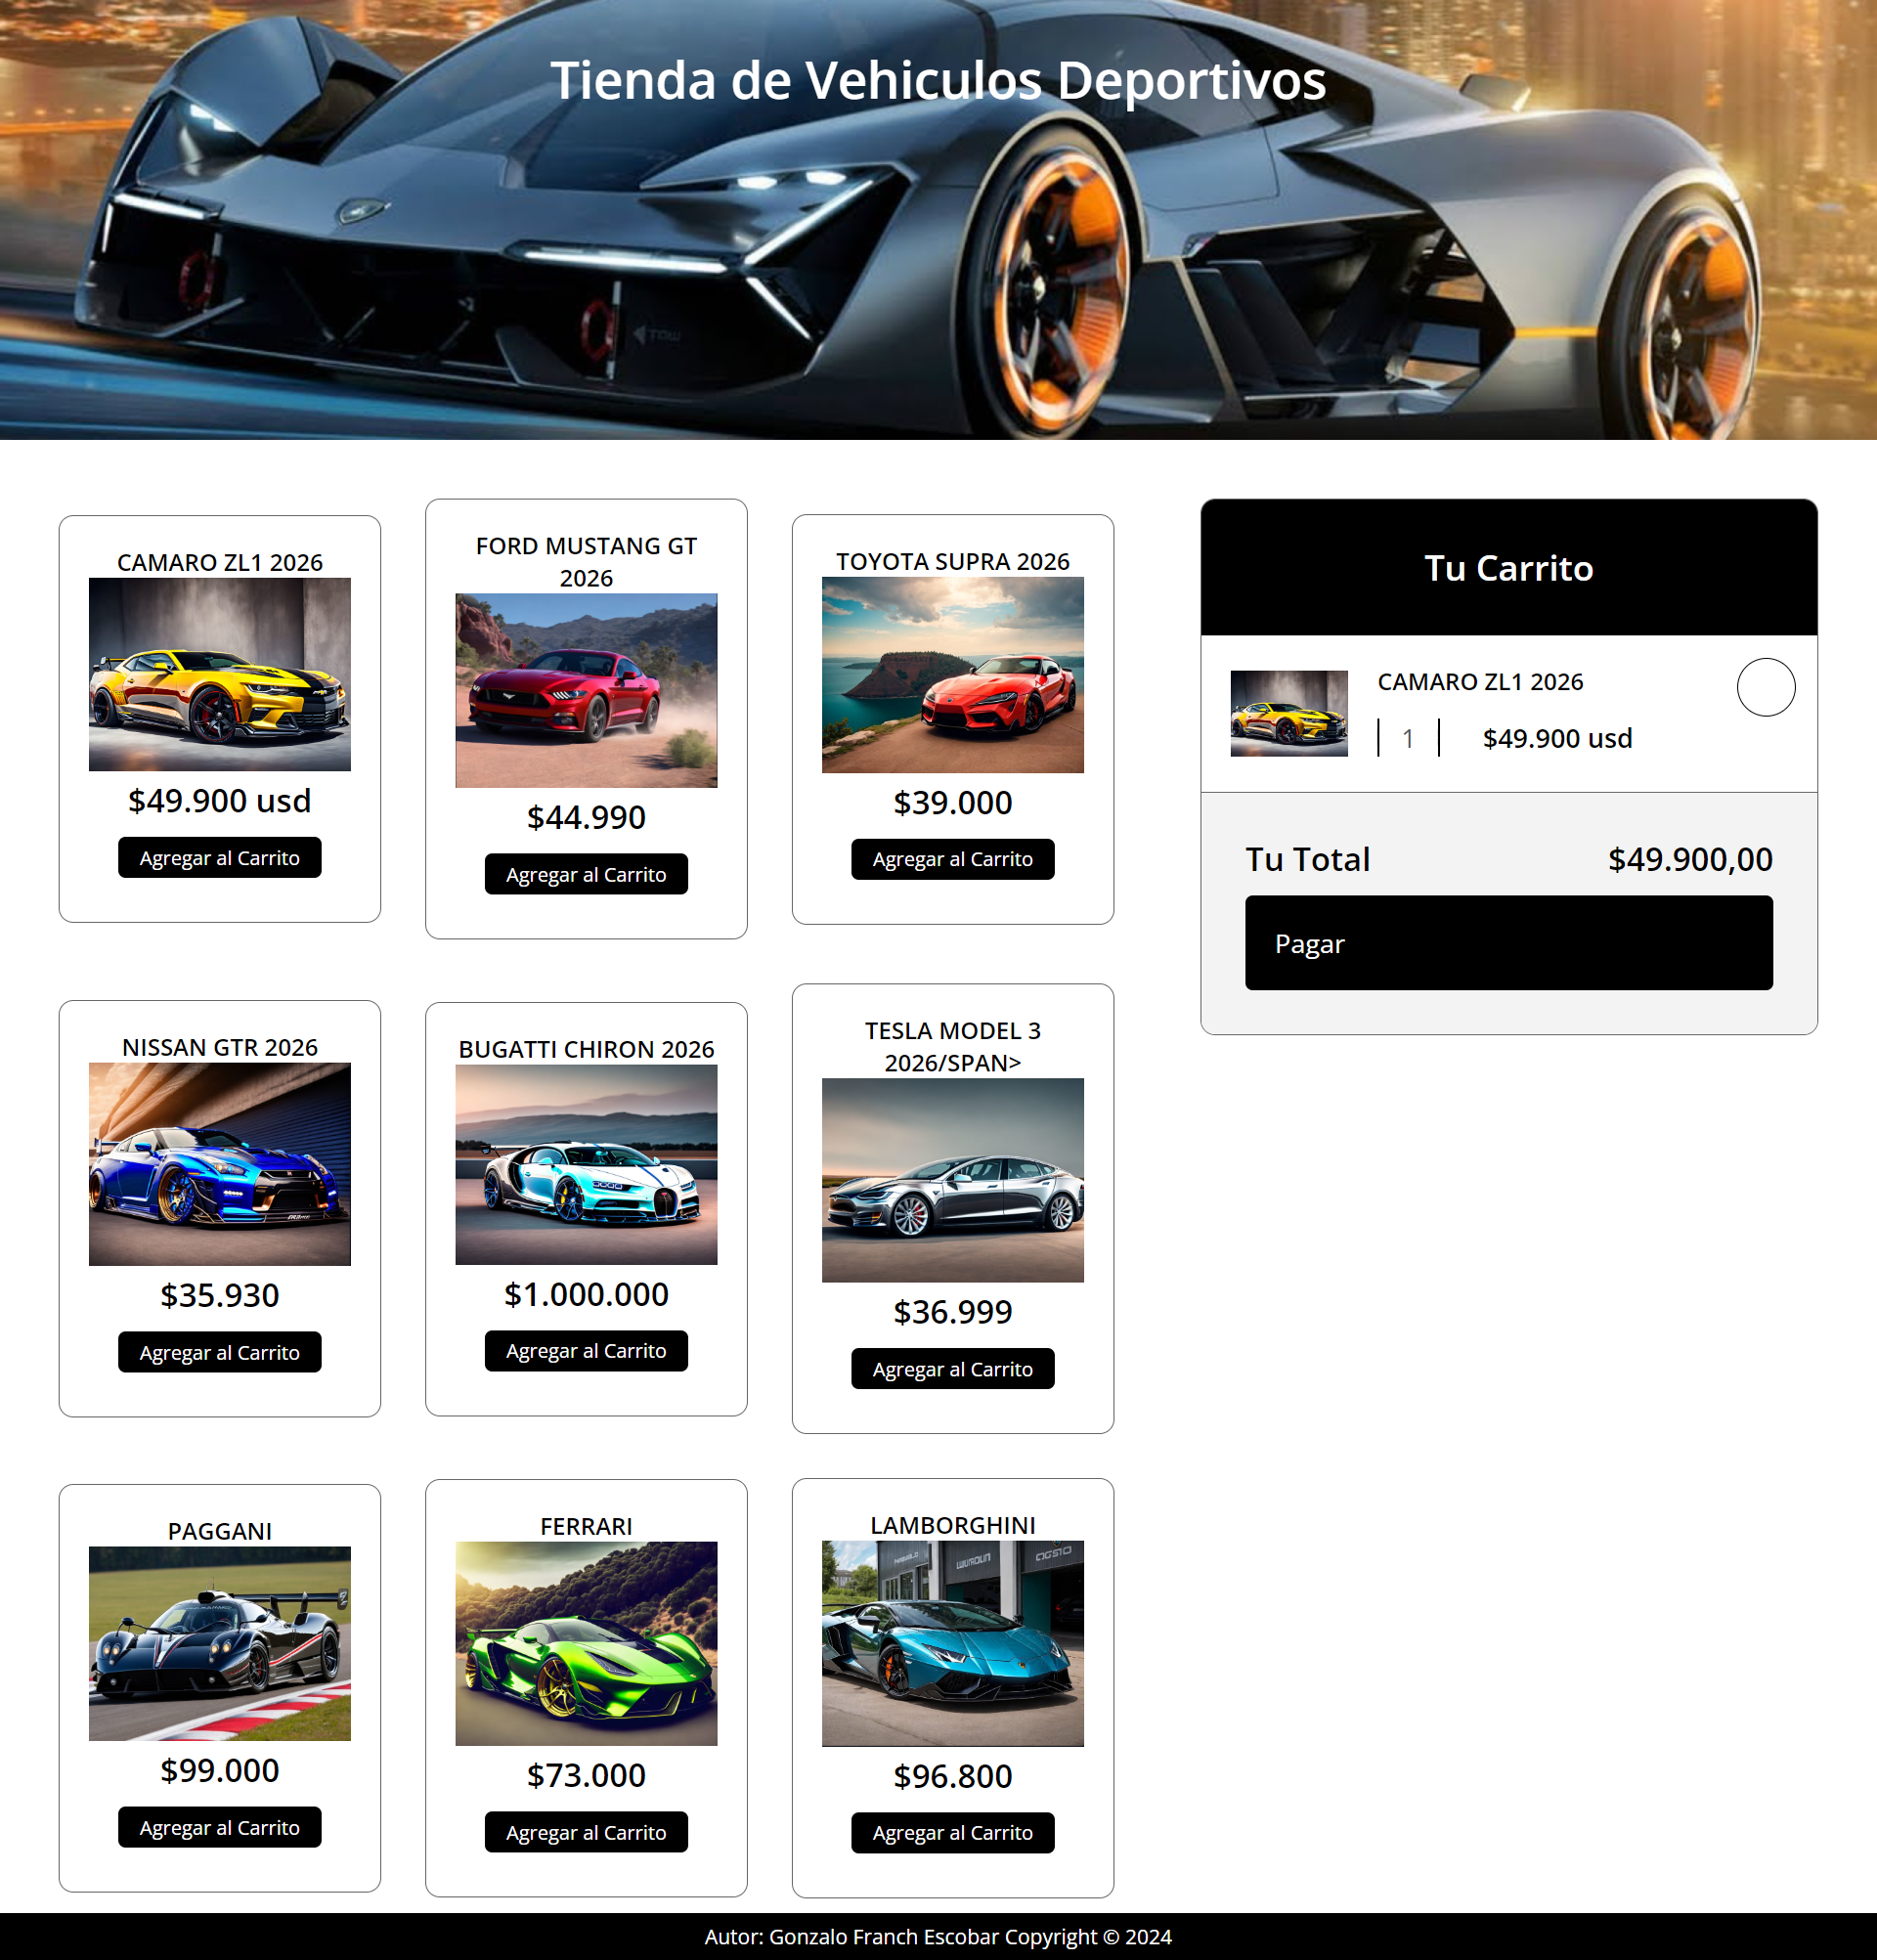 Tienda de Vehiculos Deportivos
CAMARO ZL1 2026
$49.900 usd
Agregar al Carrito
FORD MUSTANG GT
2026
$44.990
Agregar al Carrito
TOYOTA SUPRA 2026
$39.000
Agregar al Carrito
NISSAN GTR 2026
$35.930
Agregar al Carrito
BUGATTI CHIRON 2026
$1.000.000
Agregar al Carrito
TESLA MODEL 3
2026/SPAN>
$36.999
Agregar al Carrito
PAGGANI
$99.000
Agregar al Carrito
FERRARI
$73.000
Agregar al Carrito
LAMBORGHINI
$96.800
Agregar al Carrito
Tu Carrito
CAMARO ZL1 2026
1 $49.900 usd
Tu Total $49.900,00
Pagar
Autor: Gonzalo Franch Escobar Copyright © 2024